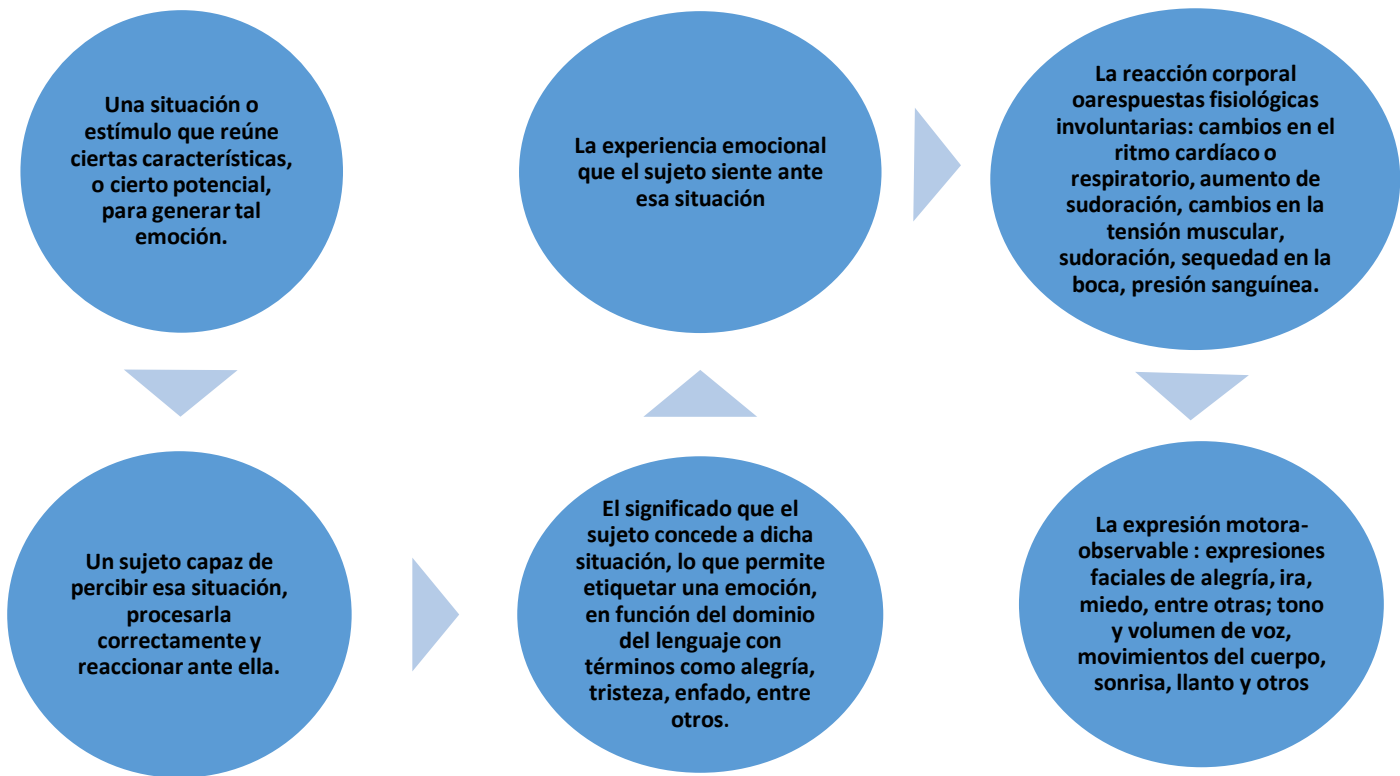 Una situación o
estímulo que reúne
ciertas características,
o cierto potencial,
para generar tal
emoción.
Un sujeto capaz de
percibir esa situación,
procesarla
correctamente y
reaccionar ante ella.
El significado que el
sujeto concede a dicha
situación, lo que permite
etiquetar una emoción,
en función del dominio
del lenguaje con
términos como alegría,
tristeza, enfado, entre
otros.
La experiencia emocional
que el sujeto siente ante
esa situación
La reacción corporal
oarespuestas fisiológicas
involuntarias: cambios en el
ritmo cardíaco o
respiratorio, aumento de
sudoración, cambios en la
tensión muscular,
sudoración, sequedad en la
boca, presión sanguínea.
La expresión motora-
observable : expresiones
faciales de alegría, ira,
miedo, entre otras; tono
y volumen de voz,
movimientos del cuerpo,
sonrisa, llanto y otros